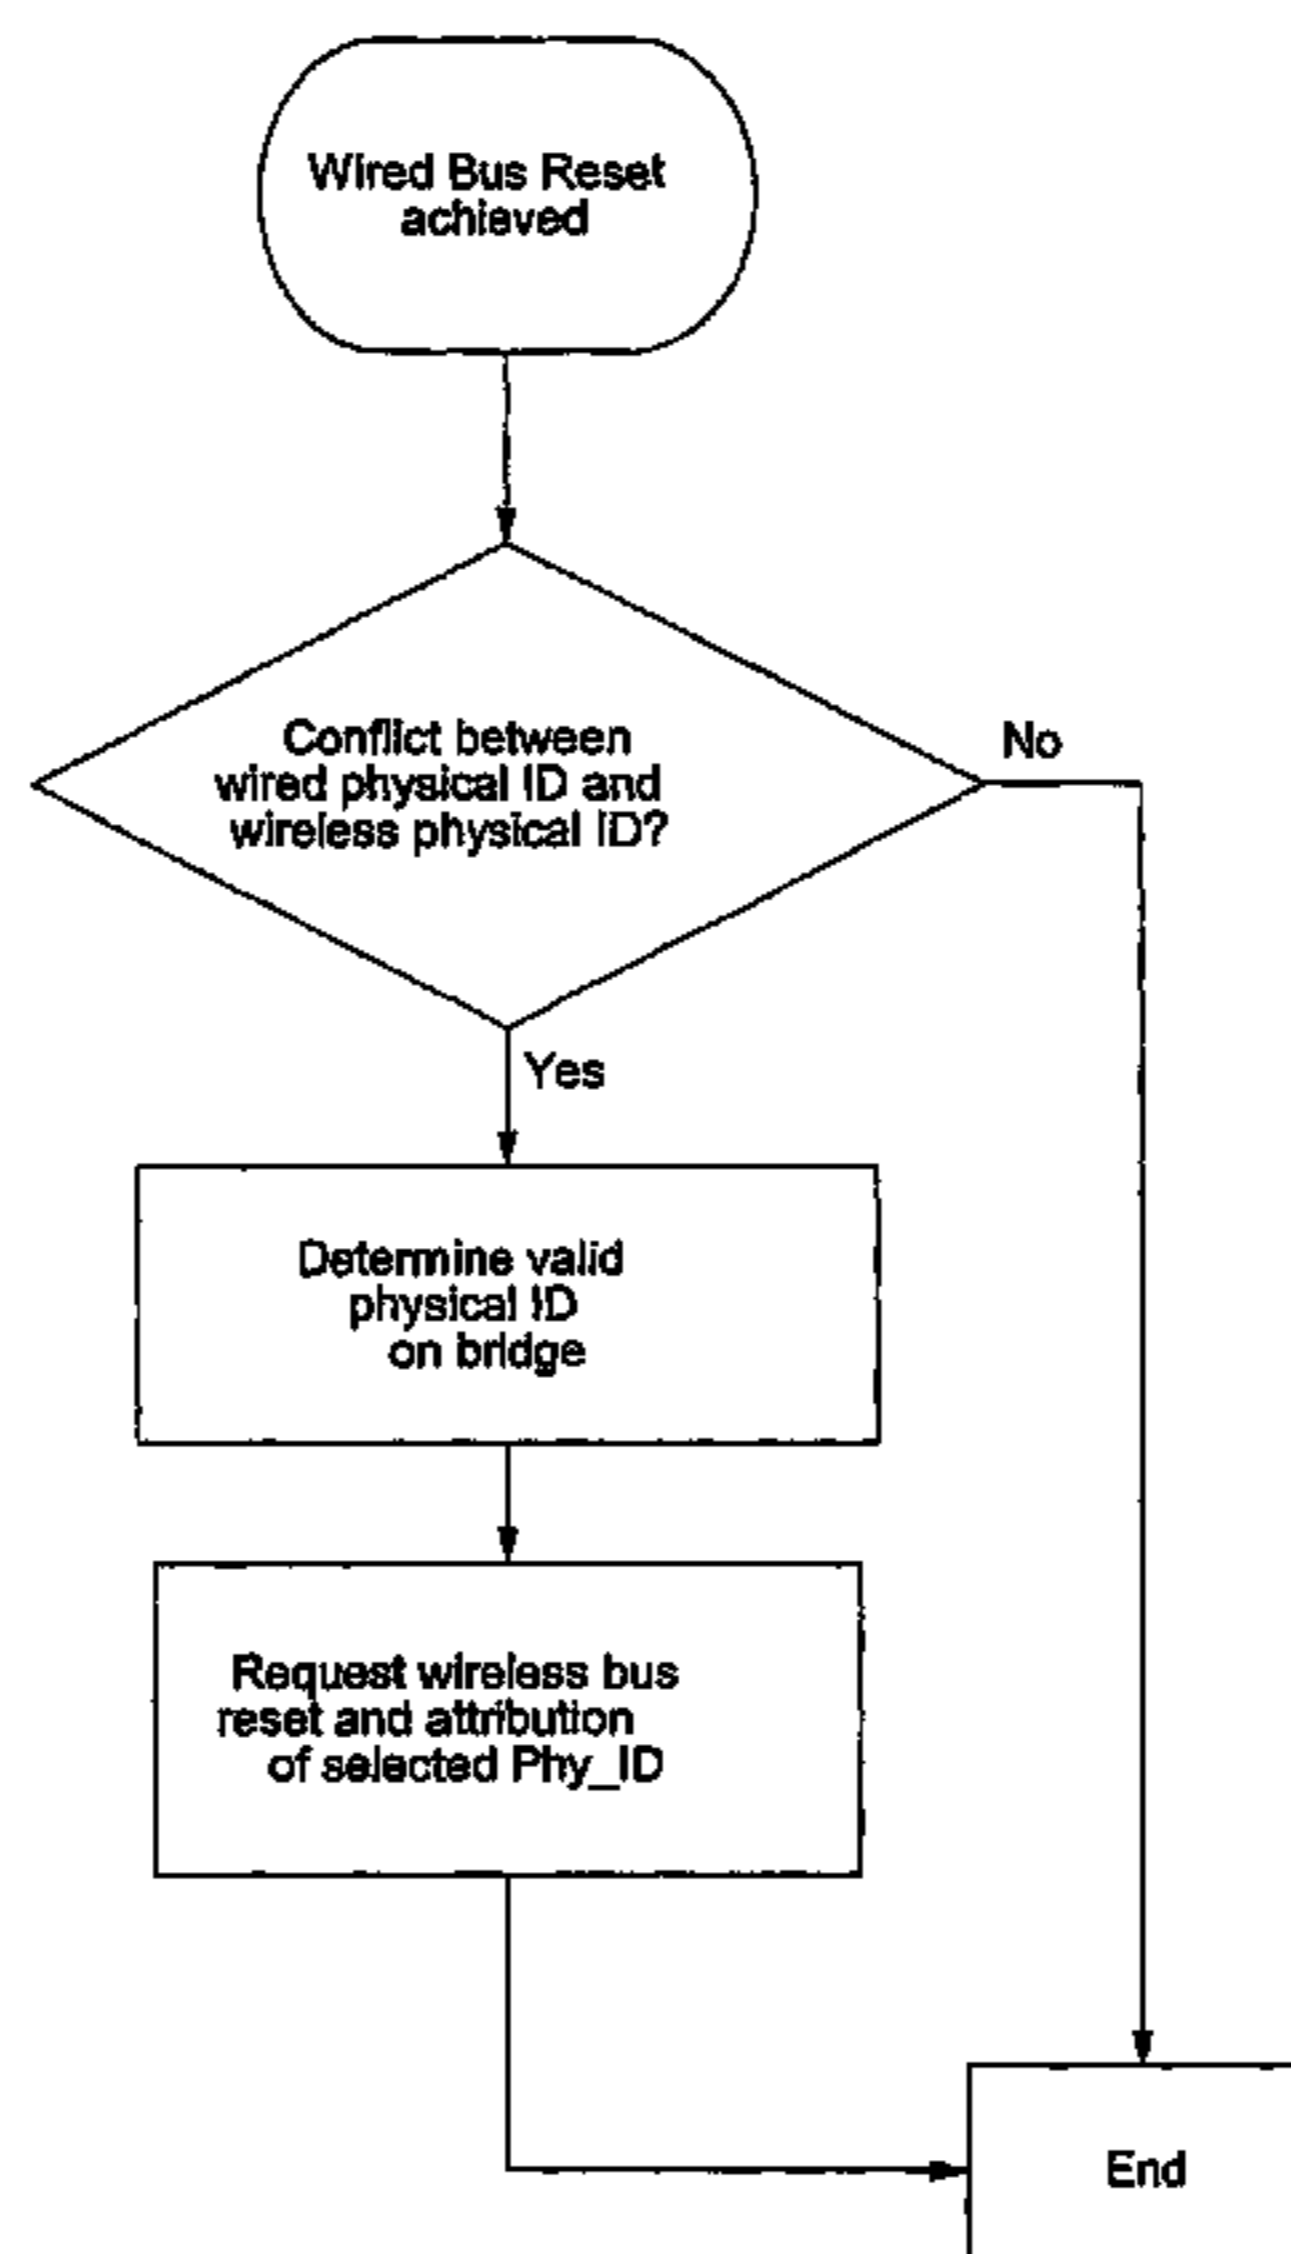 Wired Bus Reset
achieved
Conflict between
wired physical ID and
wireless physical ID?
No
Yes
Determine valid
physical ID
on bridge
Request wireless bus
reset and attribution
of selected Phy_ID
End